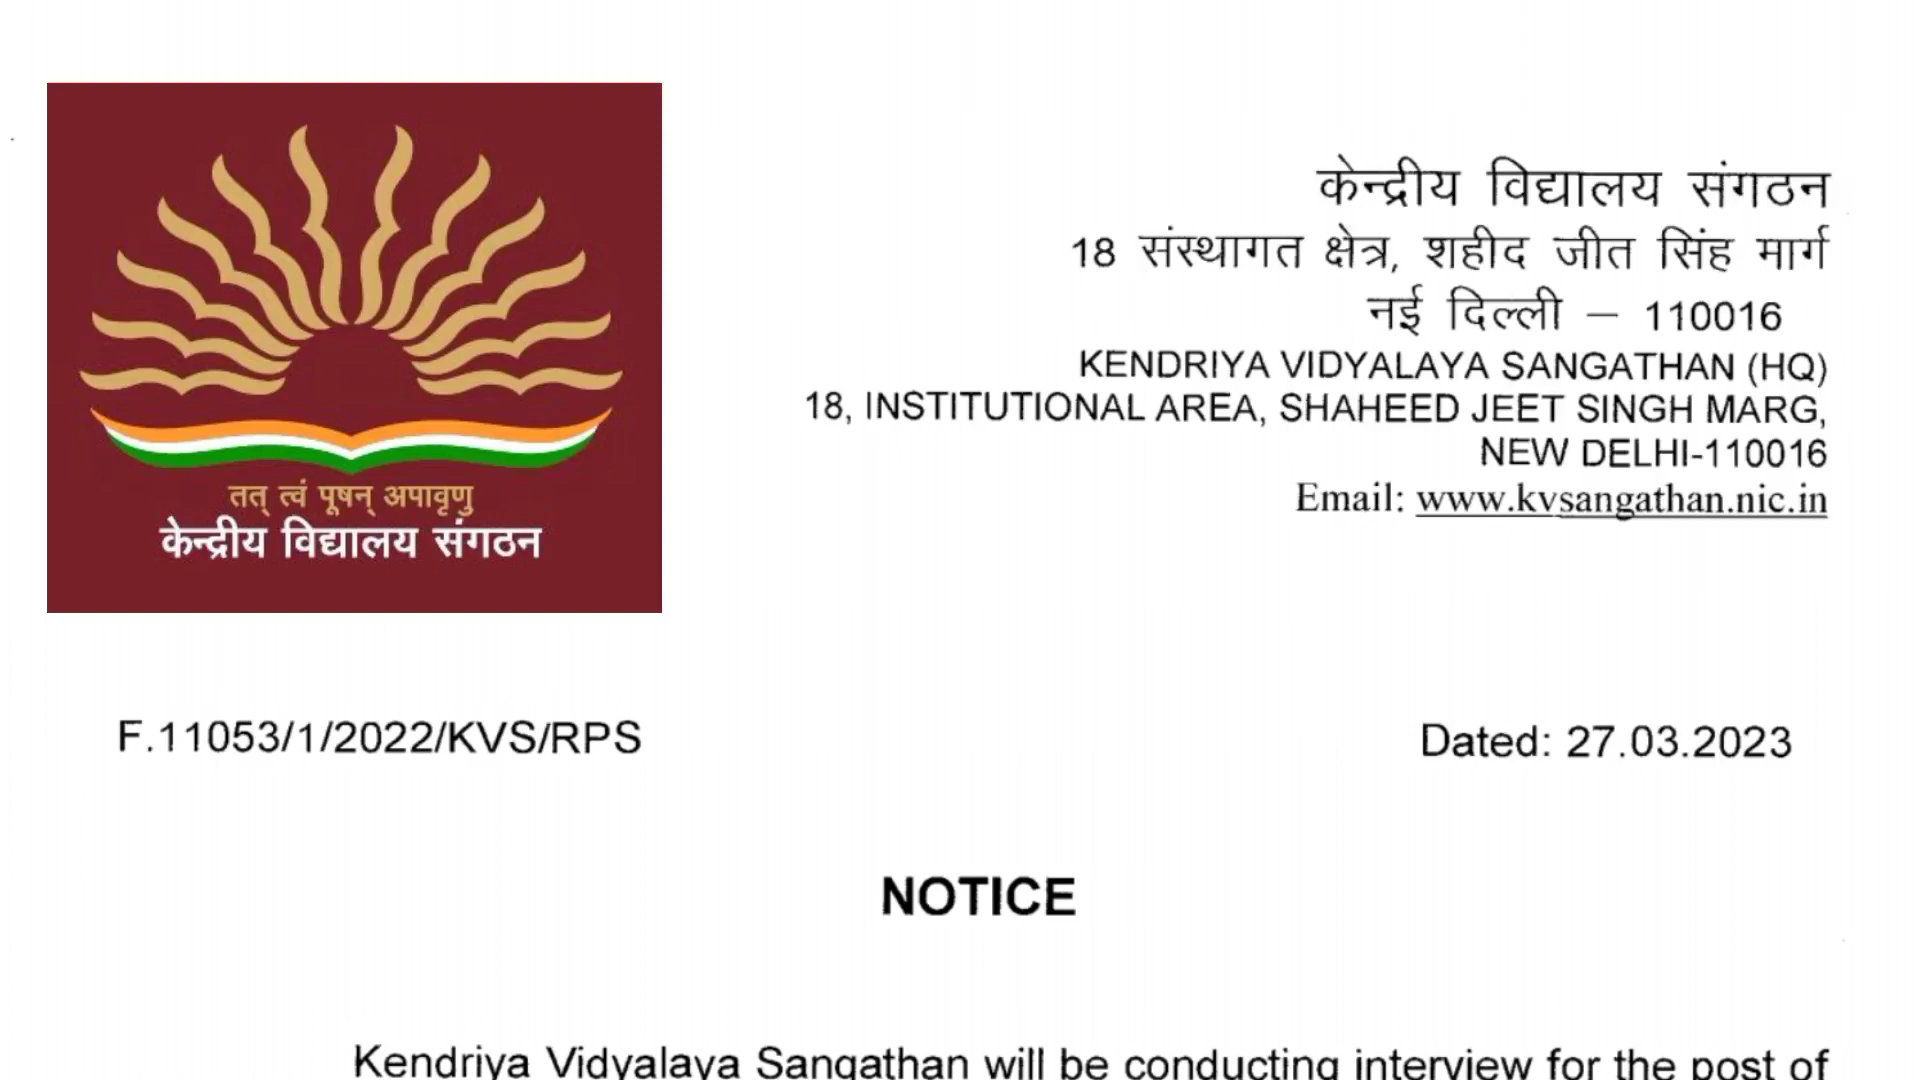 तत् त्वं पूषन् अपावृणु
केन्द्रीय विद्यालय संगठन
केन्द्रीय विद्यालय संगठन
18 संस्थागत क्षेत्र, शहीद जीत सिंह मार्ग
नई दिल्ली – 110016
KENDRIYA VIDYALAYA SANGATHAN (HQ)
18, INSTITUTIONAL AREA, SHAHEED JEET SINGH MARG,
NEW DELHI-110016
Email: www.kvsangathan.nic.in
F.11053/1/2022/KVS/RPS
Dated: 27.03.2023
NOTICE
Kendriya Vidyalaya Sangathan will be conducting interview for the post of